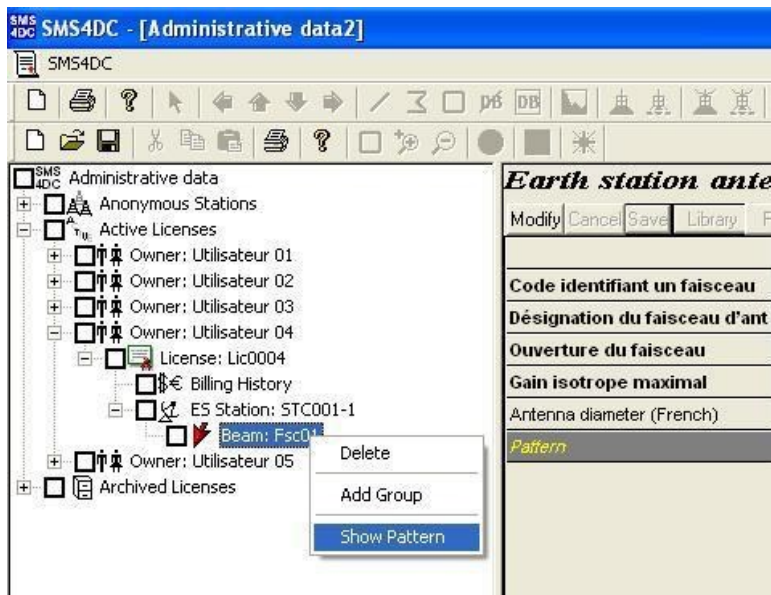 SMS4DC - [Administrative data2]
SMS4DC
Administrative data
Anonymous Stations
Active Licenses
Owner: Utilisateur 01
Owner: Utilisateur 02
Owner: Utilisateur 03
Owner: Utilisateur 04
License: Lic0004
$€ Billing History
ES Station: STC001-1
Beam: Fsc01
Owner: Utilisateur 05
Archived Licenses
Delete
Add Group
Show Pattern
Earth station ante
Modify Cancel Save Library F
Code identifiant un faisceau
Désignation du faisceau d'ant
Ouverture du faisceau
Gain isotrope maximal
Antenna diameter (French)
Pattern